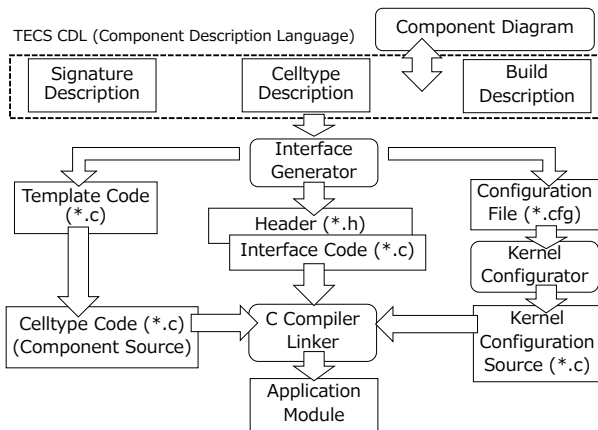 TECS CDL (Component Description Language)
Component Diagram
Signature
Description
Celltype
Description
Build
Description
Interface
Generator
Template Code
(*.c)
Header (*.h)
Interface Code (*.c)
Configuration
File (*.cfg)
Kernel
Configurator
Celltype Code (*.c)
(Component Source)
C Compiler
Linker
Kernel
Configuration
Source (*.c)
Application
Module